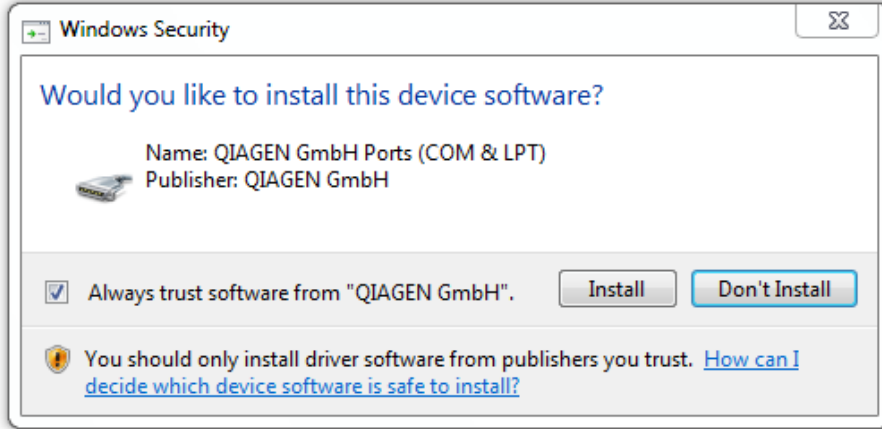 Windows Security
Would you like to install this device software?
Name: QIAGEN GmbH Ports (COM & LPT)
Publisher: QIAGEN GmbH
Always trust software from "QIAGEN GmbH".
Install
Don't Install
You should only install driver software from publishers you trust. How can I
decide which device software is safe to install?